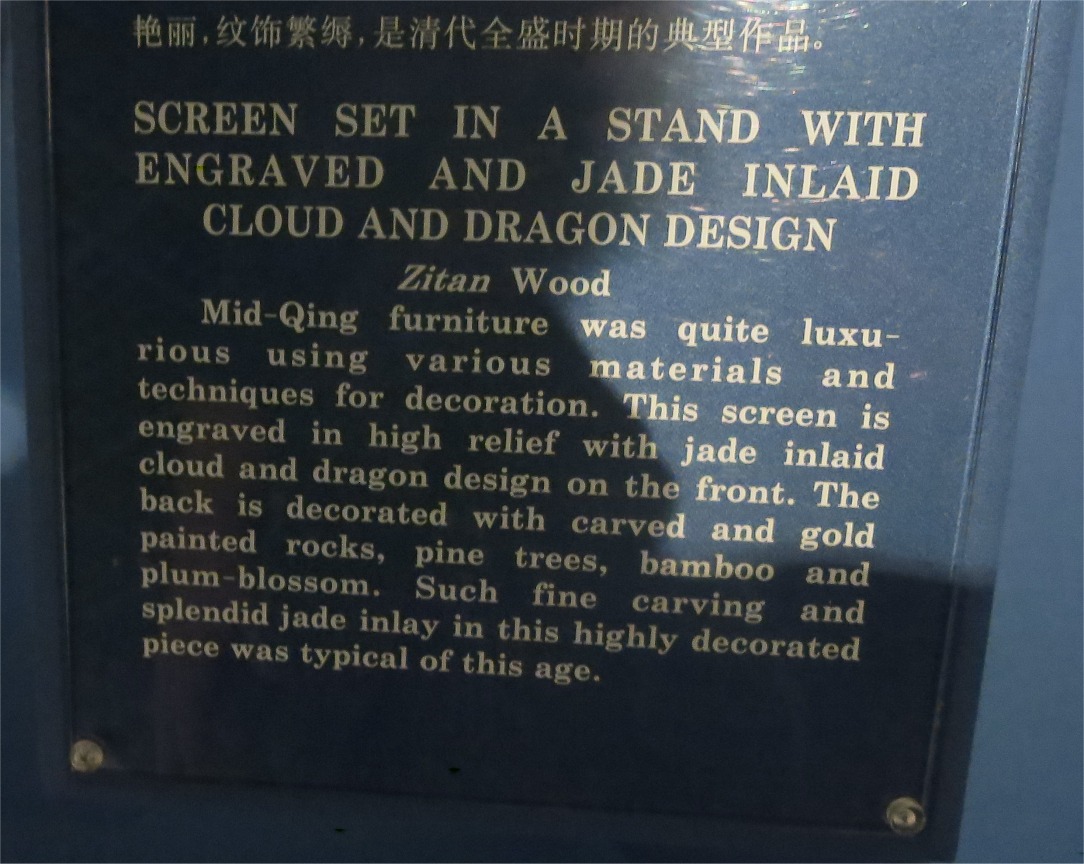 艳丽,纹饰繁缛,是清代全盛时期的典型作品。
SCREEN SET IN A STAND WITH
ENGRAVED AND JADE INLAID
CLOUD AND DRAGON DESIGN
Zitan Wood
Mid-Qing furniture was quite luxu-
rious using various materials and
techniques for decoration. This screen is
engraved in high relief with jade inlaid
cloud and dragon design on the front. The
back is decorated with carved and gold
painted rocks, pine trees, bamboo and
plum-blossom. Such fine carving and
splendid jade inlay in this highly decorated
piece was typical of this age.